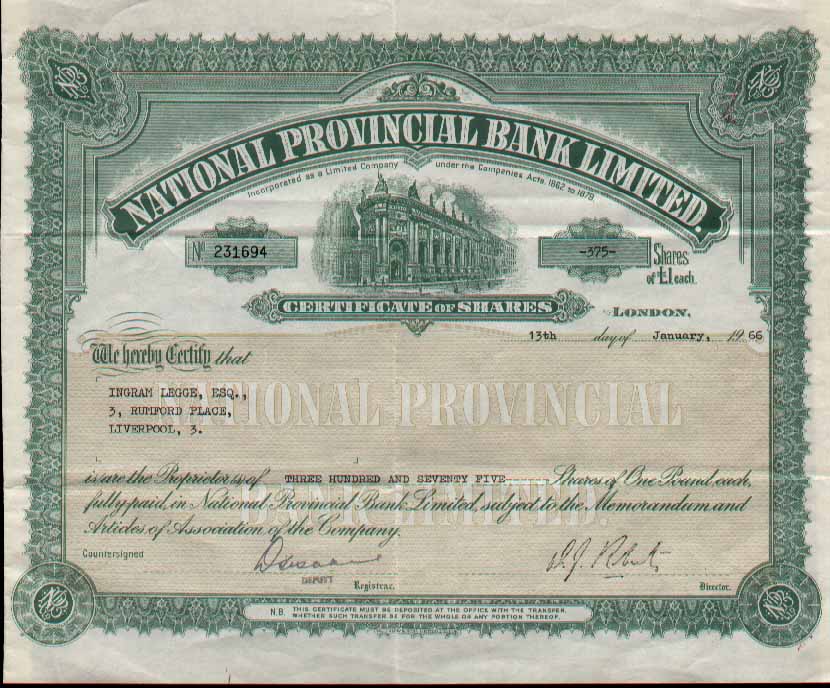 NATIONAL PROVINCIAL BANK LIMITED.
Incorporated as a Limited Company under the Companies Acts, 1862 to 1879.
No 231694
-375- Shares
of £1 each.
CERTIFICATE OF SHARES
LONDON,
13th day of January, 1966
We hereby Certify that
NATIONAL PROVINCIAL
INGRAM LEGGE, ESQ.,
3, RUMFORD PLACE,
LIVERPOOL, 3.
is/are the Proprietor(s) of THREE HUNDRED AND SEVENTY FIVE Shares of One Pound each,
BANK LIMITED.
fully paid, in National Provincial Bank Limited, subject to the Memorandum and
Articles of Association of the Company.
Countersigned
DEPUTY Registrar.
Director.
N.B. THIS CERTIFICATE MUST BE DEPOSITED AT THE OFFICE WITH THE TRANSFER,
WHETHER SUCH TRANSFER BE FOR THE WHOLE OR ANY PORTION THEREOF.